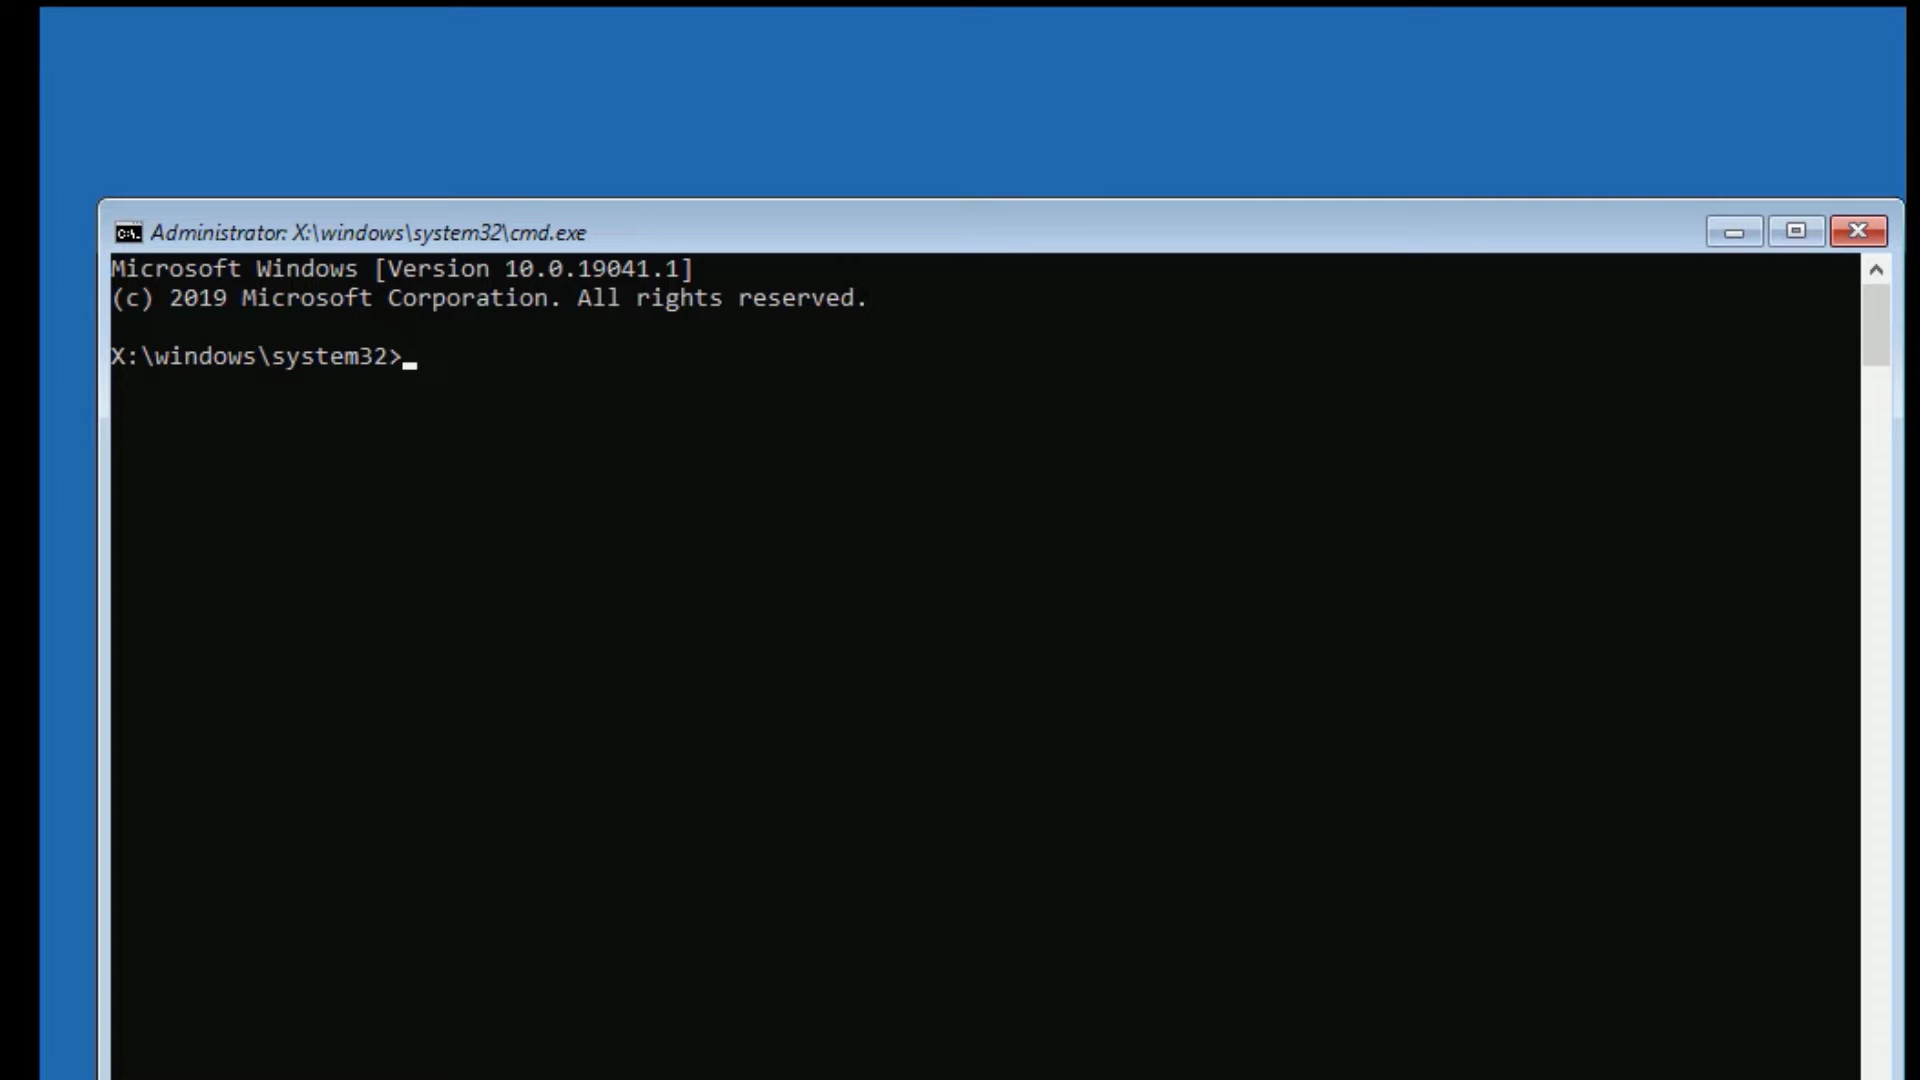 Administrator: X:\windows\system32\cmd.exe
Microsoft Windows [Version 10.0.19041.1]
(c) 2019 Microsoft Corporation. All rights reserved.
X:\windows\system32>